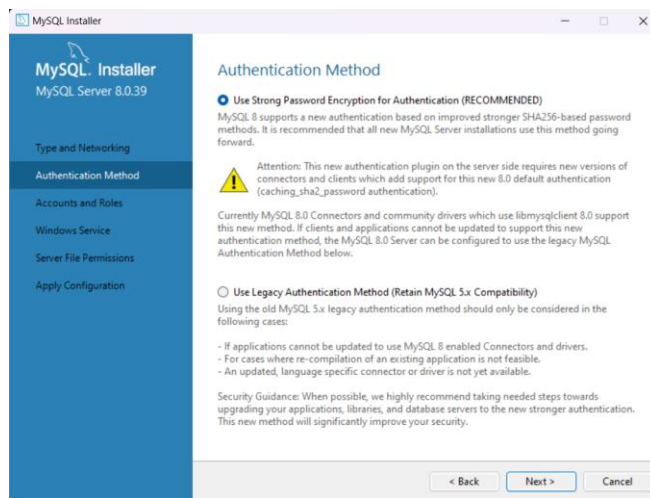 MySQL Installer
MySQL. Installer
MySQL Server 8.0.39
Type and Networking
Authentication Method
Accounts and Roles
Windows Service
Server File Permissions
Apply Configuration
Authentication Method
Use Strong Password Encryption for Authentication (RECOMMENDED)
MySQL 8 supports a new authentication based on improved stronger SHA256-based password
methods. It is recommended that all new MySQL Server installations use this method going
forward.
Attention: This new authentication plugin on the server side requires new versions of
connectors and clients which add support for this new 8.0 default authentication
(caching_sha2_password authentication).
Currently MySQL 8.0 Connectors and community drivers which use libmysqlclient 8.0 support
this new method. If clients and applications cannot be updated to support this new
authentication method, the MySQL 8.0 Server can be configured to use the legacy MySQL
Authentication Method below.
Use Legacy Authentication Method (Retain MySQL 5.x Compatibility)
Using the old MySQL 5.x legacy authentication method should only be considered in the
following cases:
- If applications cannot be updated to use MySQL 8 enabled Connectors and drivers.
- For cases where re-compilation of an existing application is not feasible.
- An updated, language specific connector or driver is not yet available.
Security Guidance: When possible, we highly recommend taking needed steps towards
upgrading your applications, libraries, and database servers to the new stronger authentication.
This new method will significantly improve your security.
< Back
Next >
Cancel